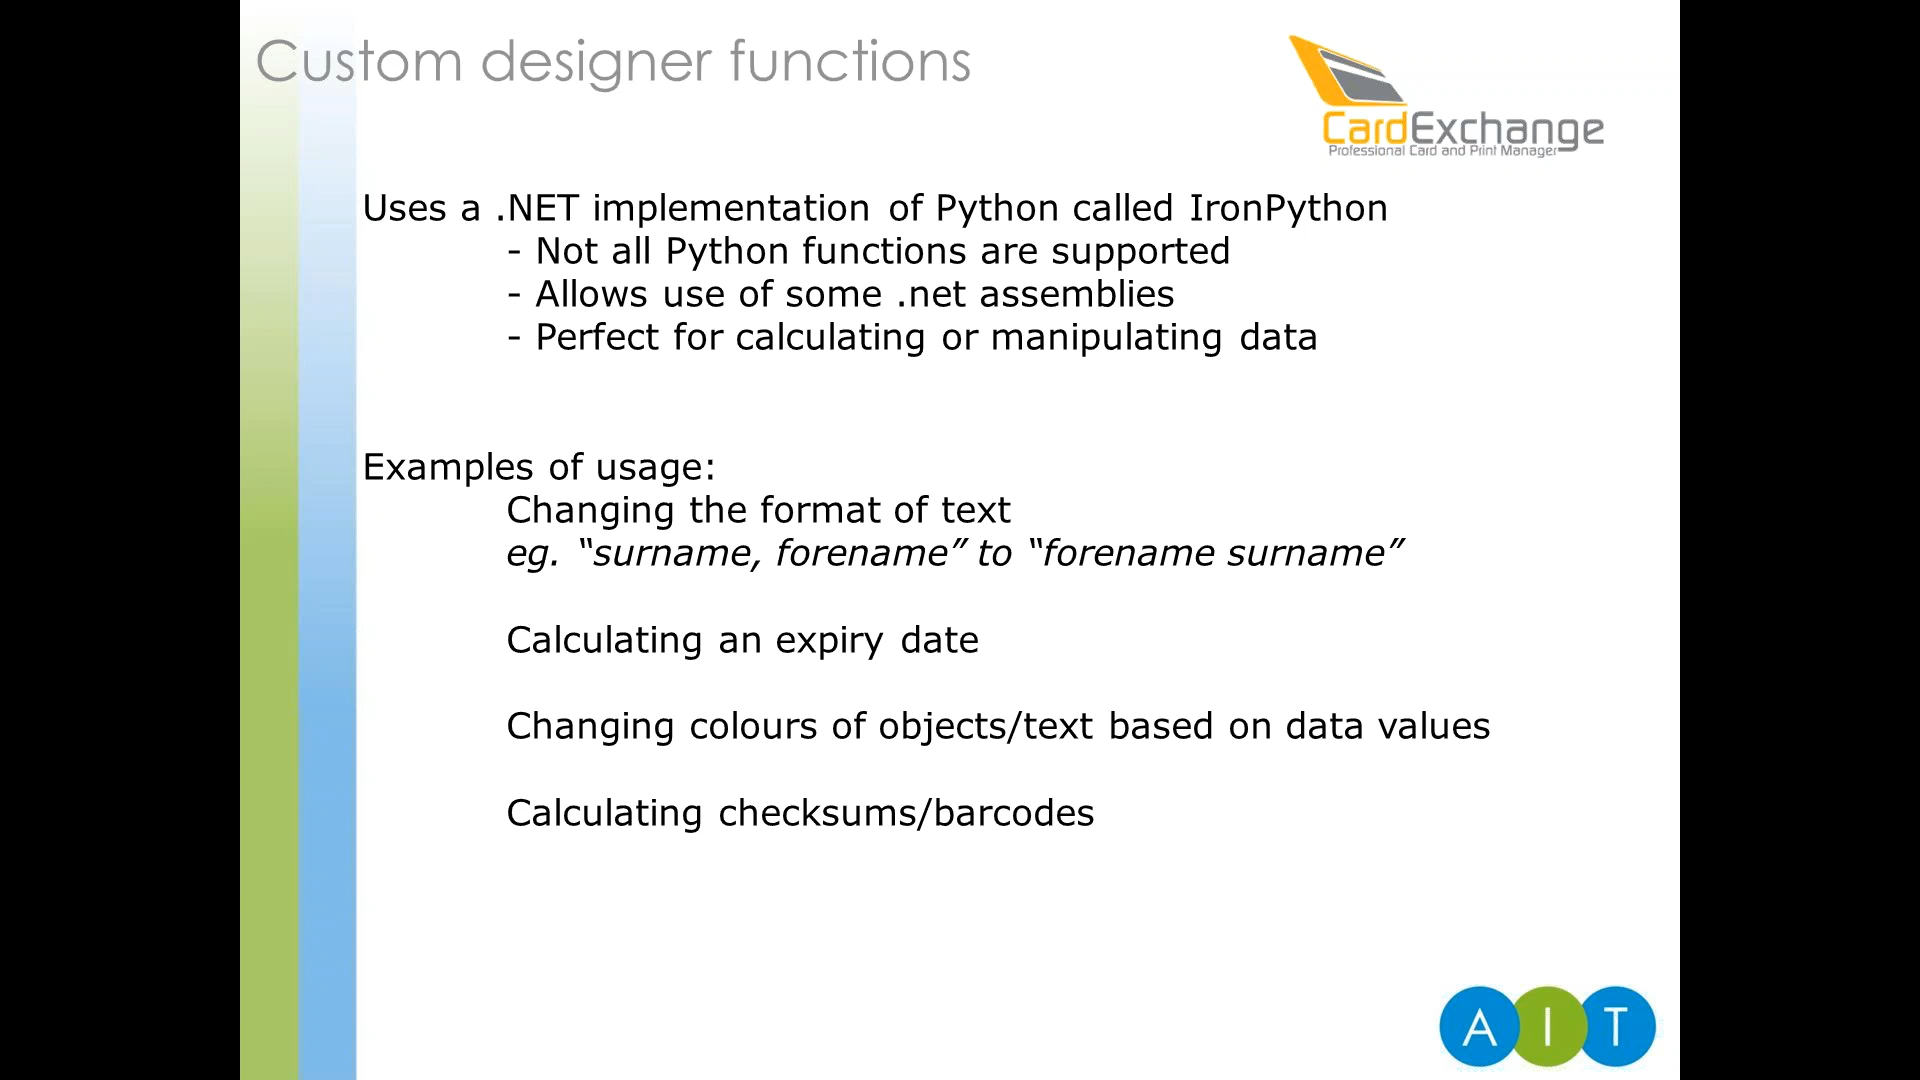 Custom designer functions
CardExchange
Professional Card and Print Manager
Uses a .NET implementation of Python called IronPython
- Not all Python functions are supported
- Allows use of some .net assemblies
- Perfect for calculating or manipulating data
Examples of usage:
Changing the format of text
eg. “surname, forename” to “forename surname”
Calculating an expiry date
Changing colours of objects/text based on data values
Calculating checksums/barcodes
A I T